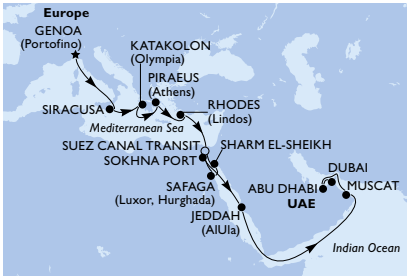 Europe
GENOA
(Portofino)
KATAKOLON
(Olympia)
PIRAEUS
(Athens)
SIRACUSA
RHODES
(Lindos)
Mediterranean Sea
SUEZ CANAL TRANSIT
SHARM EL-SHEIKH
SOKHNA PORT
SAFAGA
(Luxor, Hurghada)
DUBAI
ABU DHABI
MUSCAT
UAE
JEDDAH
(AlUla)
Indian Ocean